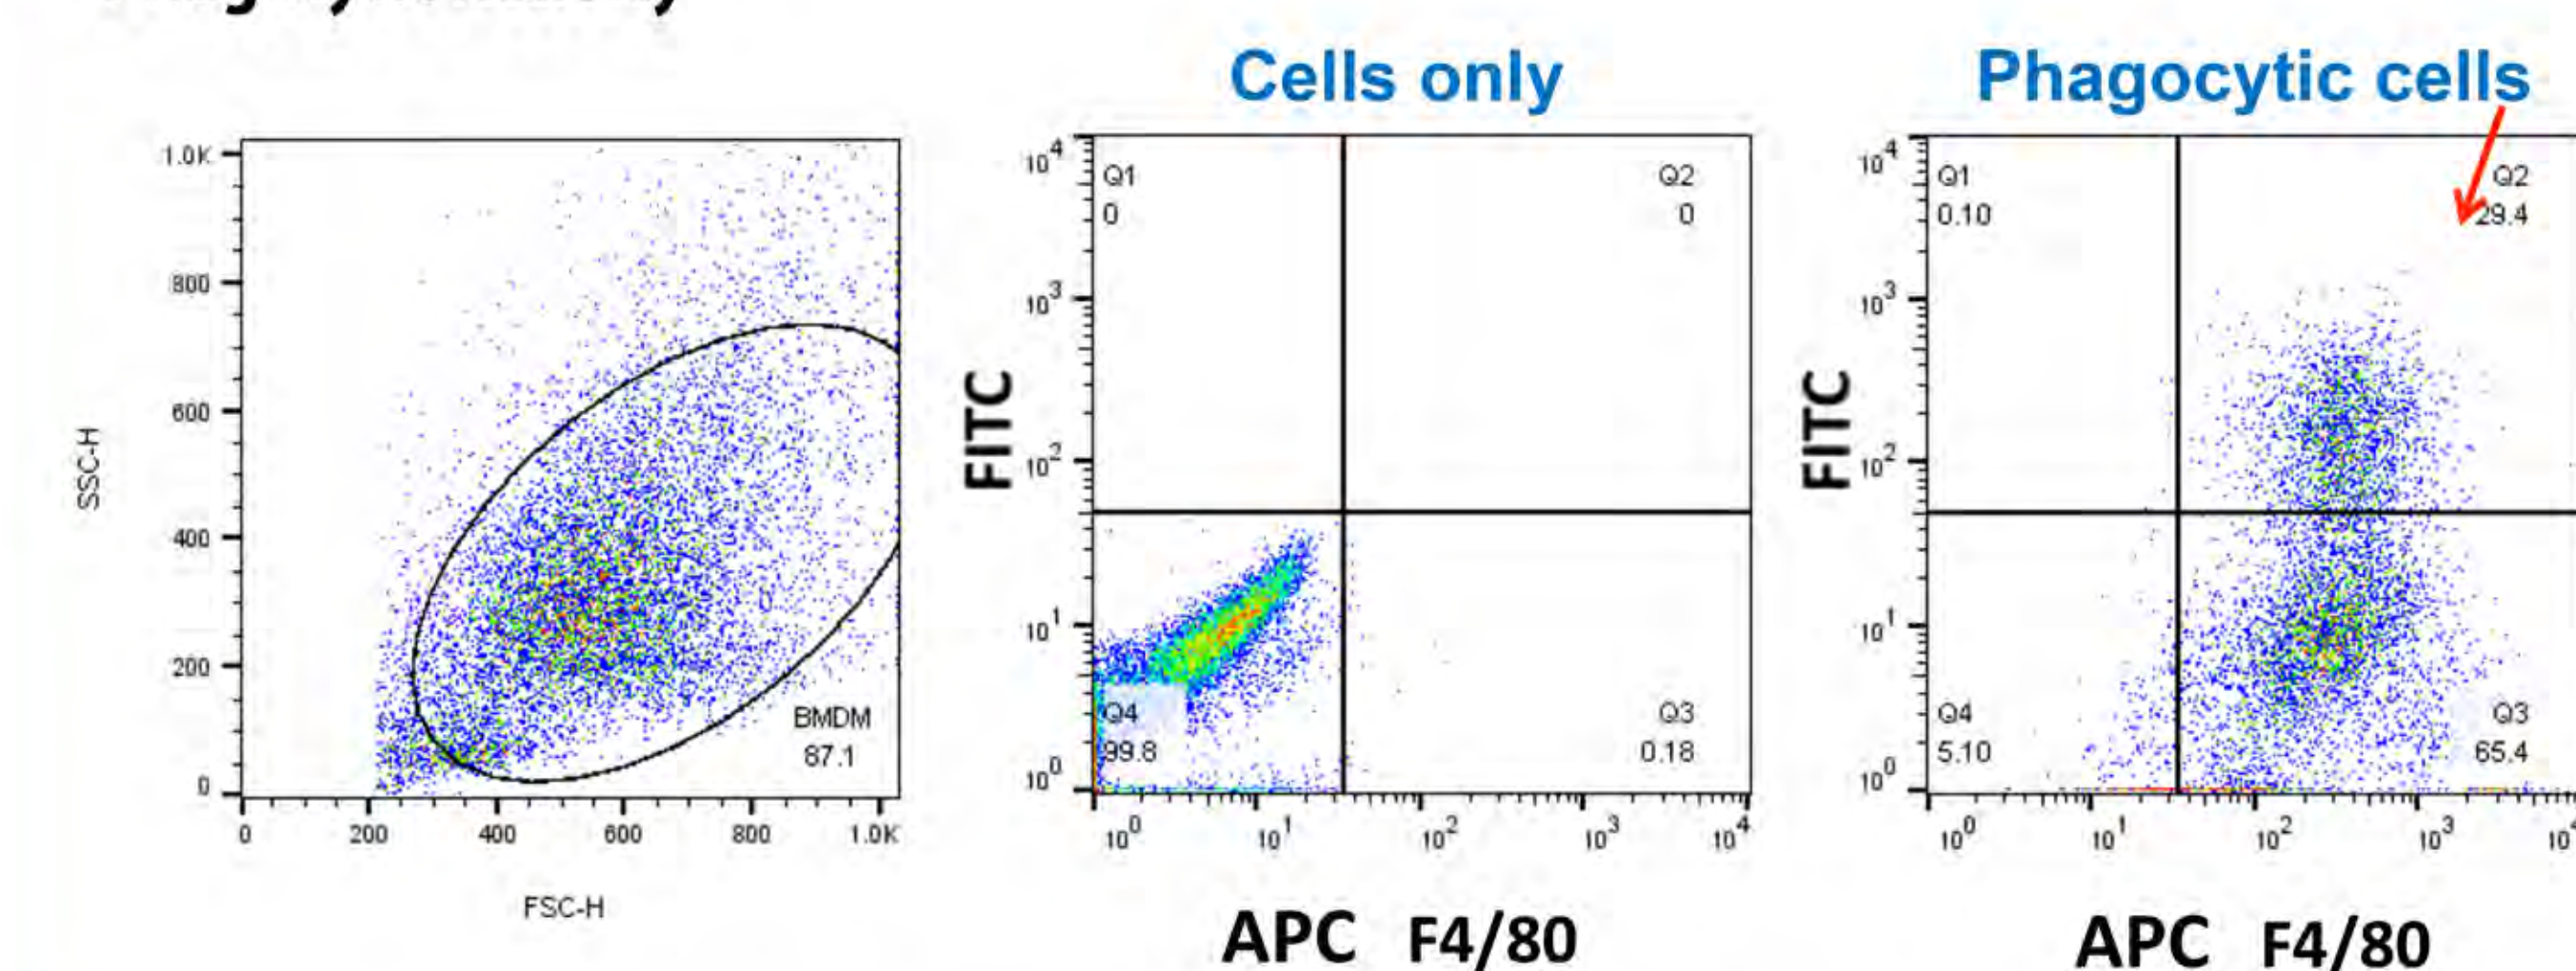 Cells only
Phagocytic cells
1.0K
800
600
400
200
0
SSC-H
0 200 400 600 800 1.0K
FSC-H
BMDM
87.1
10^4
10^3
10^2
10^1
10^0
FITC
Q1
0
Q2
0
Q4
99.8
Q3
0.18
10^0 10^1 10^2 10^3 10^4
APC F4/80
10^4
10^3
10^2
10^1
10^0
FITC
Q1
0.10
Q2
29.4
Q4
5.10
Q3
65.4
10^0 10^1 10^2 10^3
APC F4/80